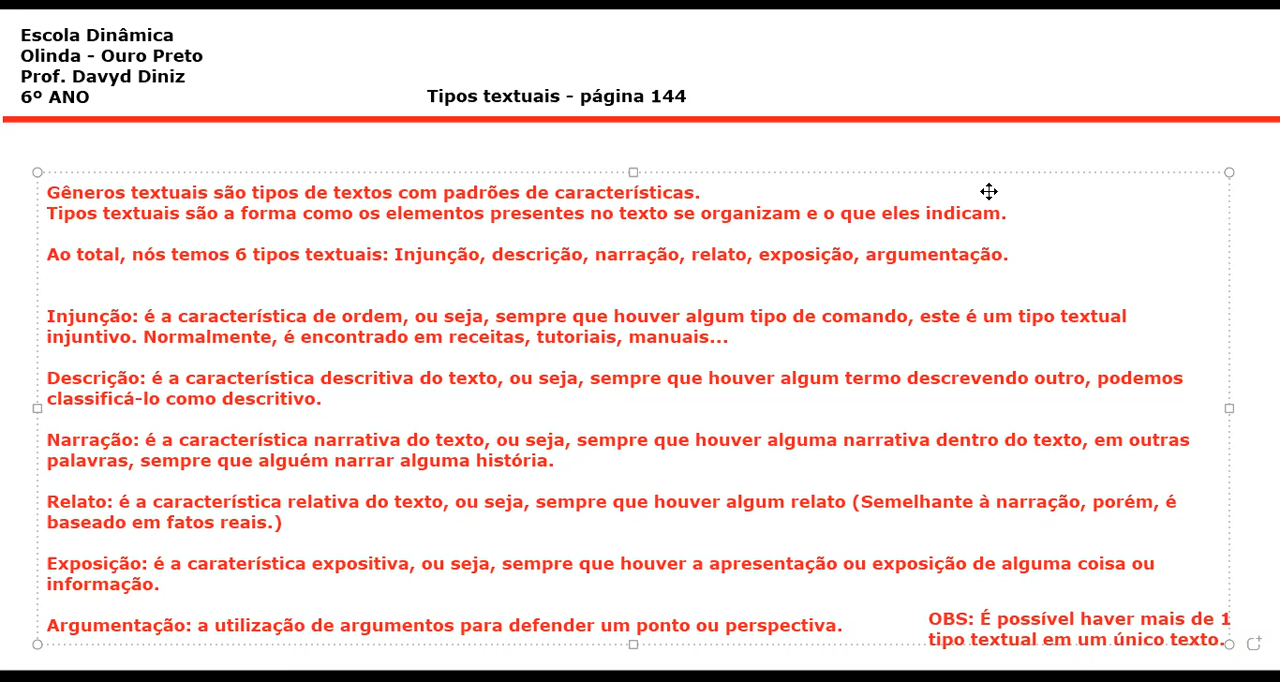 Escola Dinâmica
Olinda - Ouro Preto
Prof. Davyd Diniz
6º ANO
Tipos textuais - página 144
Gêneros textuais são tipos de textos com padrões de características.
Tipos textuais são a forma como os elementos presentes no texto se organizam e o que eles indicam.
Ao total, nós temos 6 tipos textuais: Injunção, descrição, narração, relato, exposição, argumentação.
Injunção: é a característica de ordem, ou seja, sempre que houver algum tipo de comando, este é um tipo textual
injuntivo. Normalmente, é encontrado em receitas, tutoriais, manuais...
Descrição: é a característica descritiva do texto, ou seja, sempre que houver algum termo descrevendo outro, podemos
classificá-lo como descritivo.
Narração: é a característica narrativa do texto, ou seja, sempre que houver alguma narrativa dentro do texto, em outras
palavras, sempre que alguém narrar alguma história.
Relato: é a característica relativa do texto, ou seja, sempre que houver algum relato (Semelhante à narração, porém, é
baseado em fatos reais.)
Exposição: é a caraterística expositiva, ou seja, sempre que houver a apresentação ou exposição de alguma coisa ou
informação.
Argumentação: a utilização de argumentos para defender um ponto ou perspectiva.
OBS: É possível haver mais de 1
tipo textual em um único texto.